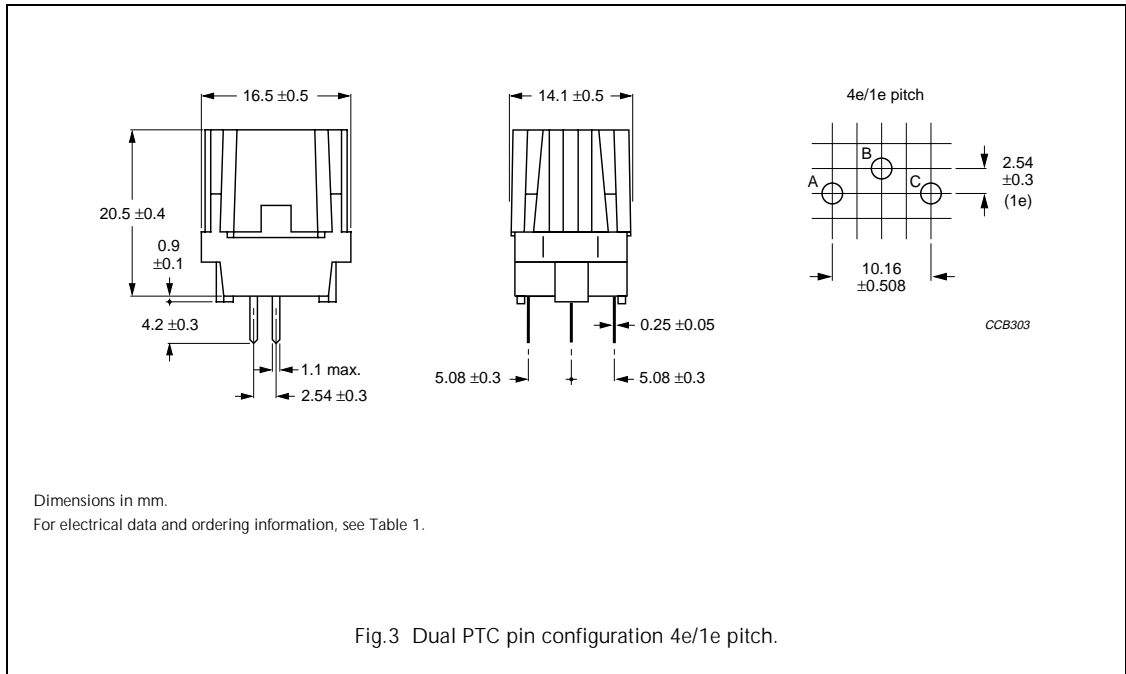 16.5 ±0.5
20.5 ±0.4
0.9
±0.1
4.2 ±0.3
1.1 max.
2.54 ±0.3
14.1 ±0.5
0.25 ±0.05
5.08 ±0.3
5.08 ±0.3
4e/1e pitch
A
B
C
2.54
±0.3
(1e)
10.16
±0.508
CCB303
Dimensions in mm.
For electrical data and ordering information, see Table 1.
Fig.3 Dual PTC pin configuration 4e/1e pitch.